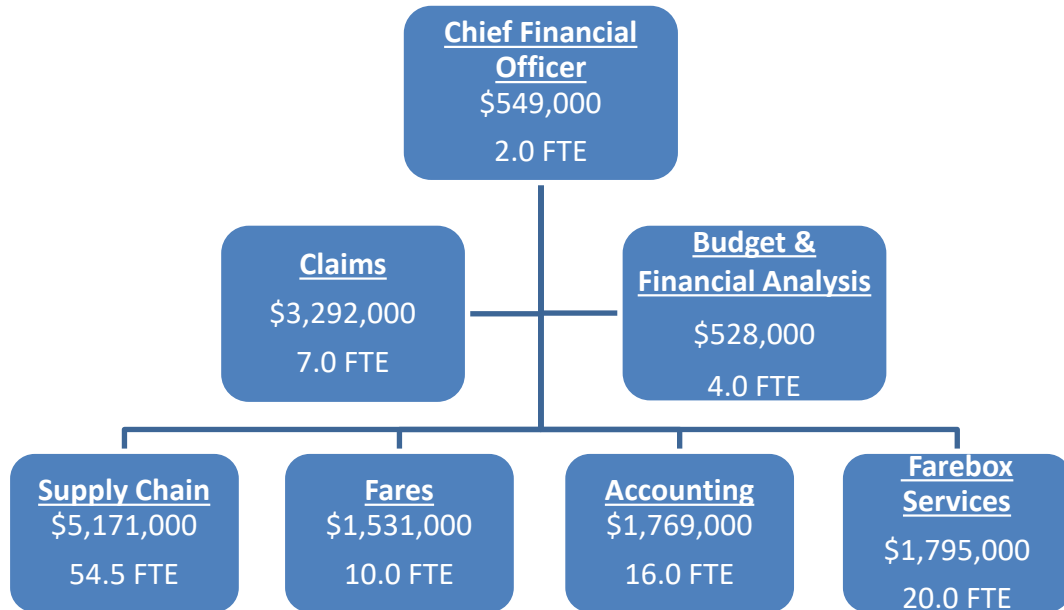 Chief Financial
Officer
$549,000
2.0 FTE
Claims
$3,292,000
7.0 FTE
Budget &
Financial Analysis
$528,000
4.0 FTE
Supply Chain
$5,171,000
54.5 FTE
Fares
$1,531,000
10.0 FTE
Accounting
$1,769,000
16.0 FTE
Farebox
Services
$1,795,000
20.0 FTE